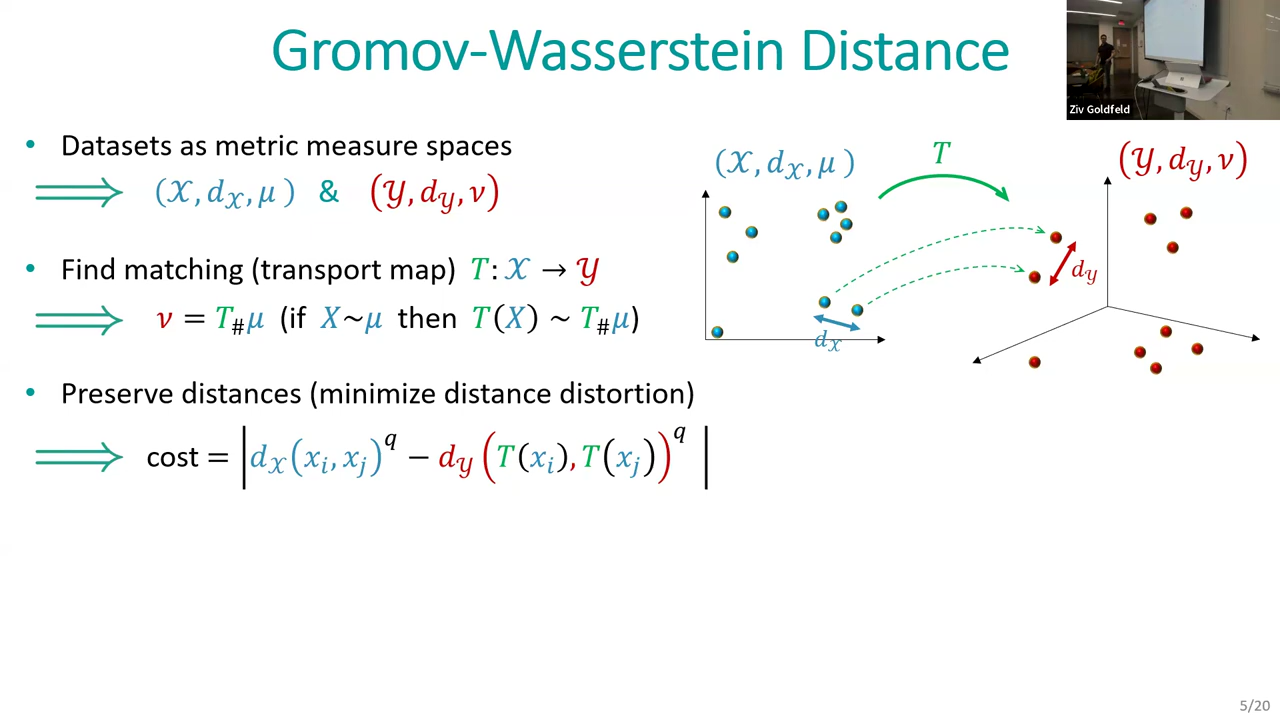 Gromov-Wasserstein Distance
Ziv Goldfeld
• Datasets as metric measure spaces
⟹ (𝒳, d_𝒳, μ) & (𝒴, d_𝒴, ν)
• Find matching (transport map) T: 𝒳 → 𝒴
⟹ ν = T_#μ (if X~μ then T(X) ~ T_#μ)
• Preserve distances (minimize distance distortion)
⟹ cost = | d_𝒳(x_i, x_j)^q − d_𝒴(T(x_i), T(x_j))^q |
(𝒳, d_𝒳, μ)
T
(𝒴, d_𝒴, ν)
d_𝒴
d_𝒳
5/20